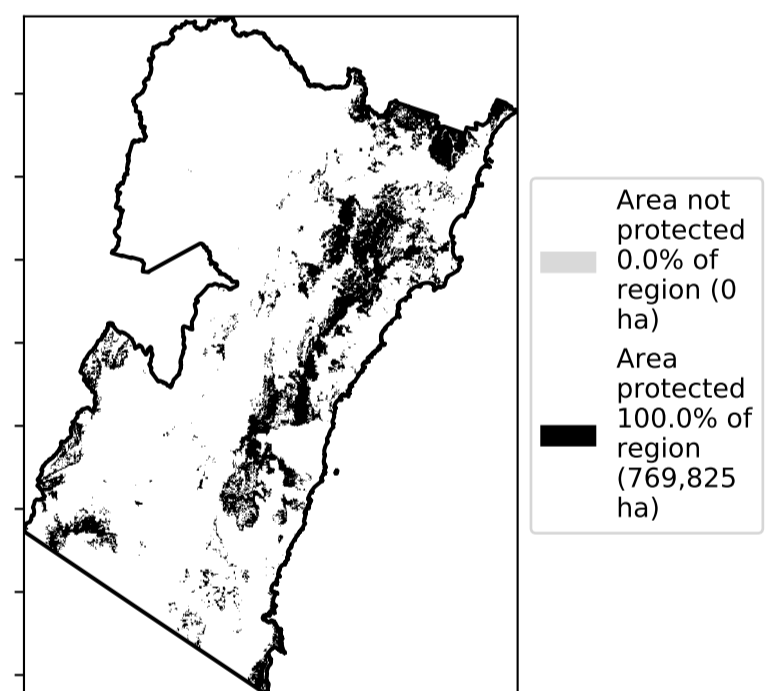 Area not
protected
0.0% of
region (0
ha)
Area
protected
100.0% of
region
(769,825
ha)